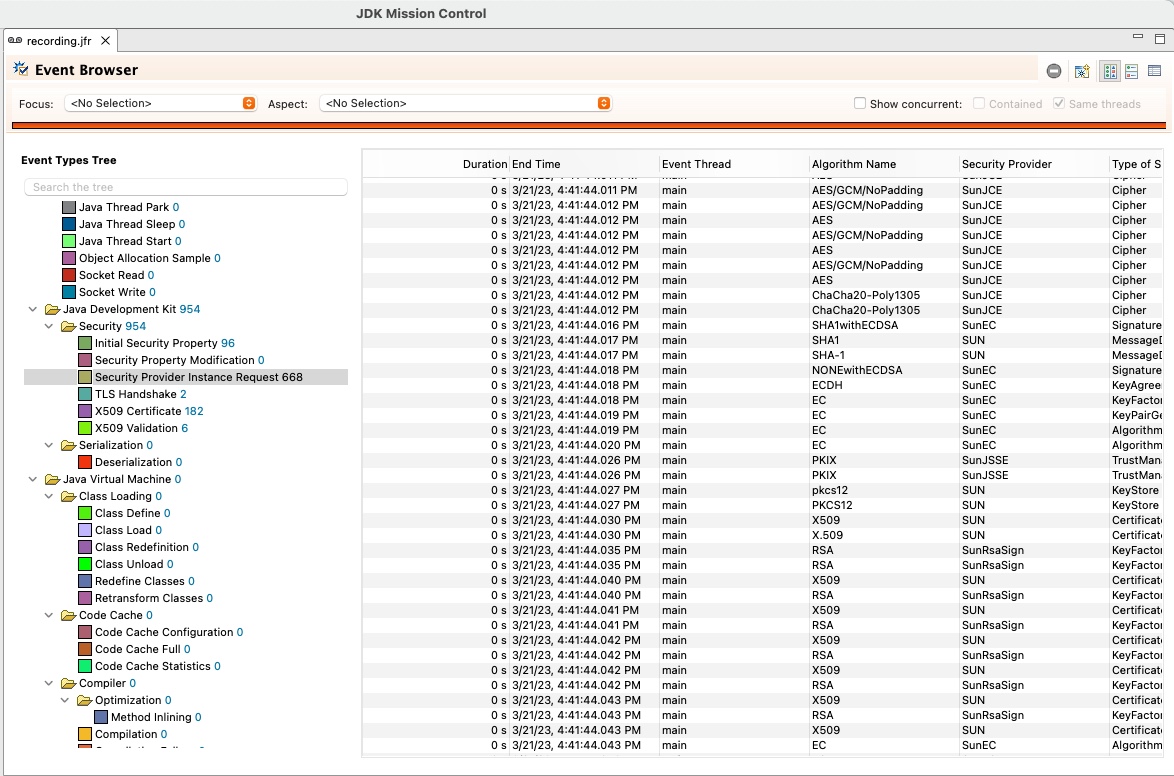 JDK Mission Control
recording.jfr
Event Browser
Focus: <No Selection> Aspect: <No Selection> Show concurrent: Contained Same threads
Event Types Tree
Search the tree
Java Thread Park 0
Java Thread Sleep 0
Java Thread Start 0
Object Allocation Sample 0
Socket Read 0
Socket Write 0
Java Development Kit 954
Security 954
Initial Security Property 96
Security Property Modification 0
Security Provider Instance Request 668
TLS Handshake 2
X509 Certificate 182
X509 Validation 6
Serialization 0
Deserialization 0
Java Virtual Machine 0
Class Loading 0
Class Define 0
Class Load 0
Class Redefinition 0
Class Unload 0
Redefine Classes 0
Retransform Classes 0
Code Cache 0
Code Cache Configuration 0
Code Cache Full 0
Code Cache Statistics 0
Compiler 0
Optimization 0
Method Inlining 0
Compilation 0
Duration End Time Event Thread Algorithm Name Security Provider Type of S
0 s 3/21/23, 4:41:44.011 PM main AES/GCM/NoPadding SunJCE Cipher
0 s 3/21/23, 4:41:44.012 PM main AES/GCM/NoPadding SunJCE Cipher
0 s 3/21/23, 4:41:44.012 PM main AES SunJCE Cipher
0 s 3/21/23, 4:41:44.012 PM main AES/GCM/NoPadding SunJCE Cipher
0 s 3/21/23, 4:41:44.012 PM main AES SunJCE Cipher
0 s 3/21/23, 4:41:44.012 PM main AES/GCM/NoPadding SunJCE Cipher
0 s 3/21/23, 4:41:44.012 PM main AES SunJCE Cipher
0 s 3/21/23, 4:41:44.012 PM main ChaCha20-Poly1305 SunJCE Cipher
0 s 3/21/23, 4:41:44.012 PM main ChaCha20-Poly1305 SunJCE Cipher
0 s 3/21/23, 4:41:44.016 PM main SHA1withECDSA SunEC Signature
0 s 3/21/23, 4:41:44.017 PM main SHA1 SUN MessageD
0 s 3/21/23, 4:41:44.017 PM main SHA-1 SUN MessageD
0 s 3/21/23, 4:41:44.018 PM main NONEwithECDSA SunEC Signature
0 s 3/21/23, 4:41:44.018 PM main ECDH SunEC KeyAgree
0 s 3/21/23, 4:41:44.018 PM main EC SunEC KeyFactor
0 s 3/21/23, 4:41:44.019 PM main EC SunEC KeyPairGe
0 s 3/21/23, 4:41:44.019 PM main EC SunEC Algorithm
0 s 3/21/23, 4:41:44.020 PM main EC SunEC Algorithm
0 s 3/21/23, 4:41:44.026 PM main PKIX SunJSSE TrustMan
0 s 3/21/23, 4:41:44.026 PM main PKIX SunJSSE TrustMan
0 s 3/21/23, 4:41:44.027 PM main pkcs12 SUN KeyStore
0 s 3/21/23, 4:41:44.027 PM main PKCS12 SUN KeyStore
0 s 3/21/23, 4:41:44.030 PM main X509 SUN Certificat
0 s 3/21/23, 4:41:44.030 PM main X.509 SUN Certificat
0 s 3/21/23, 4:41:44.035 PM main RSA SunRsaSign KeyFactor
0 s 3/21/23, 4:41:44.035 PM main RSA SunRsaSign KeyFactor
0 s 3/21/23, 4:41:44.040 PM main X509 SUN Certificat
0 s 3/21/23, 4:41:44.040 PM main RSA SunRsaSign KeyFactor
0 s 3/21/23, 4:41:44.041 PM main X509 SUN Certificat
0 s 3/21/23, 4:41:44.041 PM main RSA SunRsaSign KeyFactor
0 s 3/21/23, 4:41:44.042 PM main X509 SUN Certificat
0 s 3/21/23, 4:41:44.042 PM main RSA SunRsaSign KeyFactor
0 s 3/21/23, 4:41:44.042 PM main X509 SUN Certificat
0 s 3/21/23, 4:41:44.042 PM main RSA SunRsaSign KeyFactor
0 s 3/21/23, 4:41:44.043 PM main X509 SUN Certificat
0 s 3/21/23, 4:41:44.043 PM main RSA SunRsaSign KeyFactor
0 s 3/21/23, 4:41:44.043 PM main X509 SUN Certificat
0 s 3/21/23, 4:41:44.043 PM main EC SunEC Algorithm